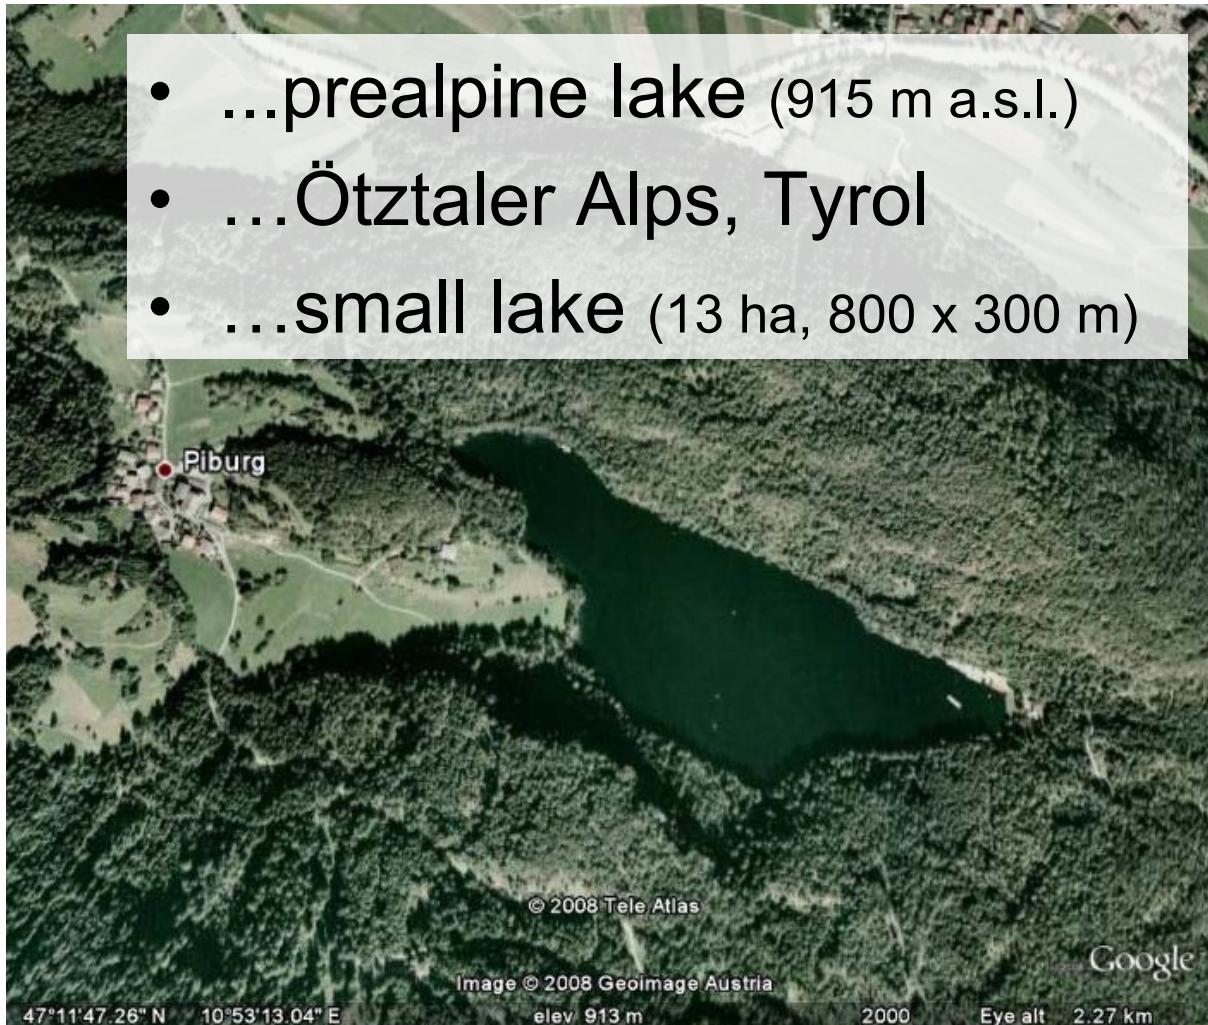 • ...prealpine lake (915 m a.s.l.)
• …Ötztaler Alps, Tyrol
• …small lake (13 ha, 800 x 300 m)
Piburg
© 2008 Tele Atlas
Image © 2008 Geoimage Austria
Google
47°11'47.26" N 10°53'13.04" E elev 913 m 2000 Eye alt 2.27 km